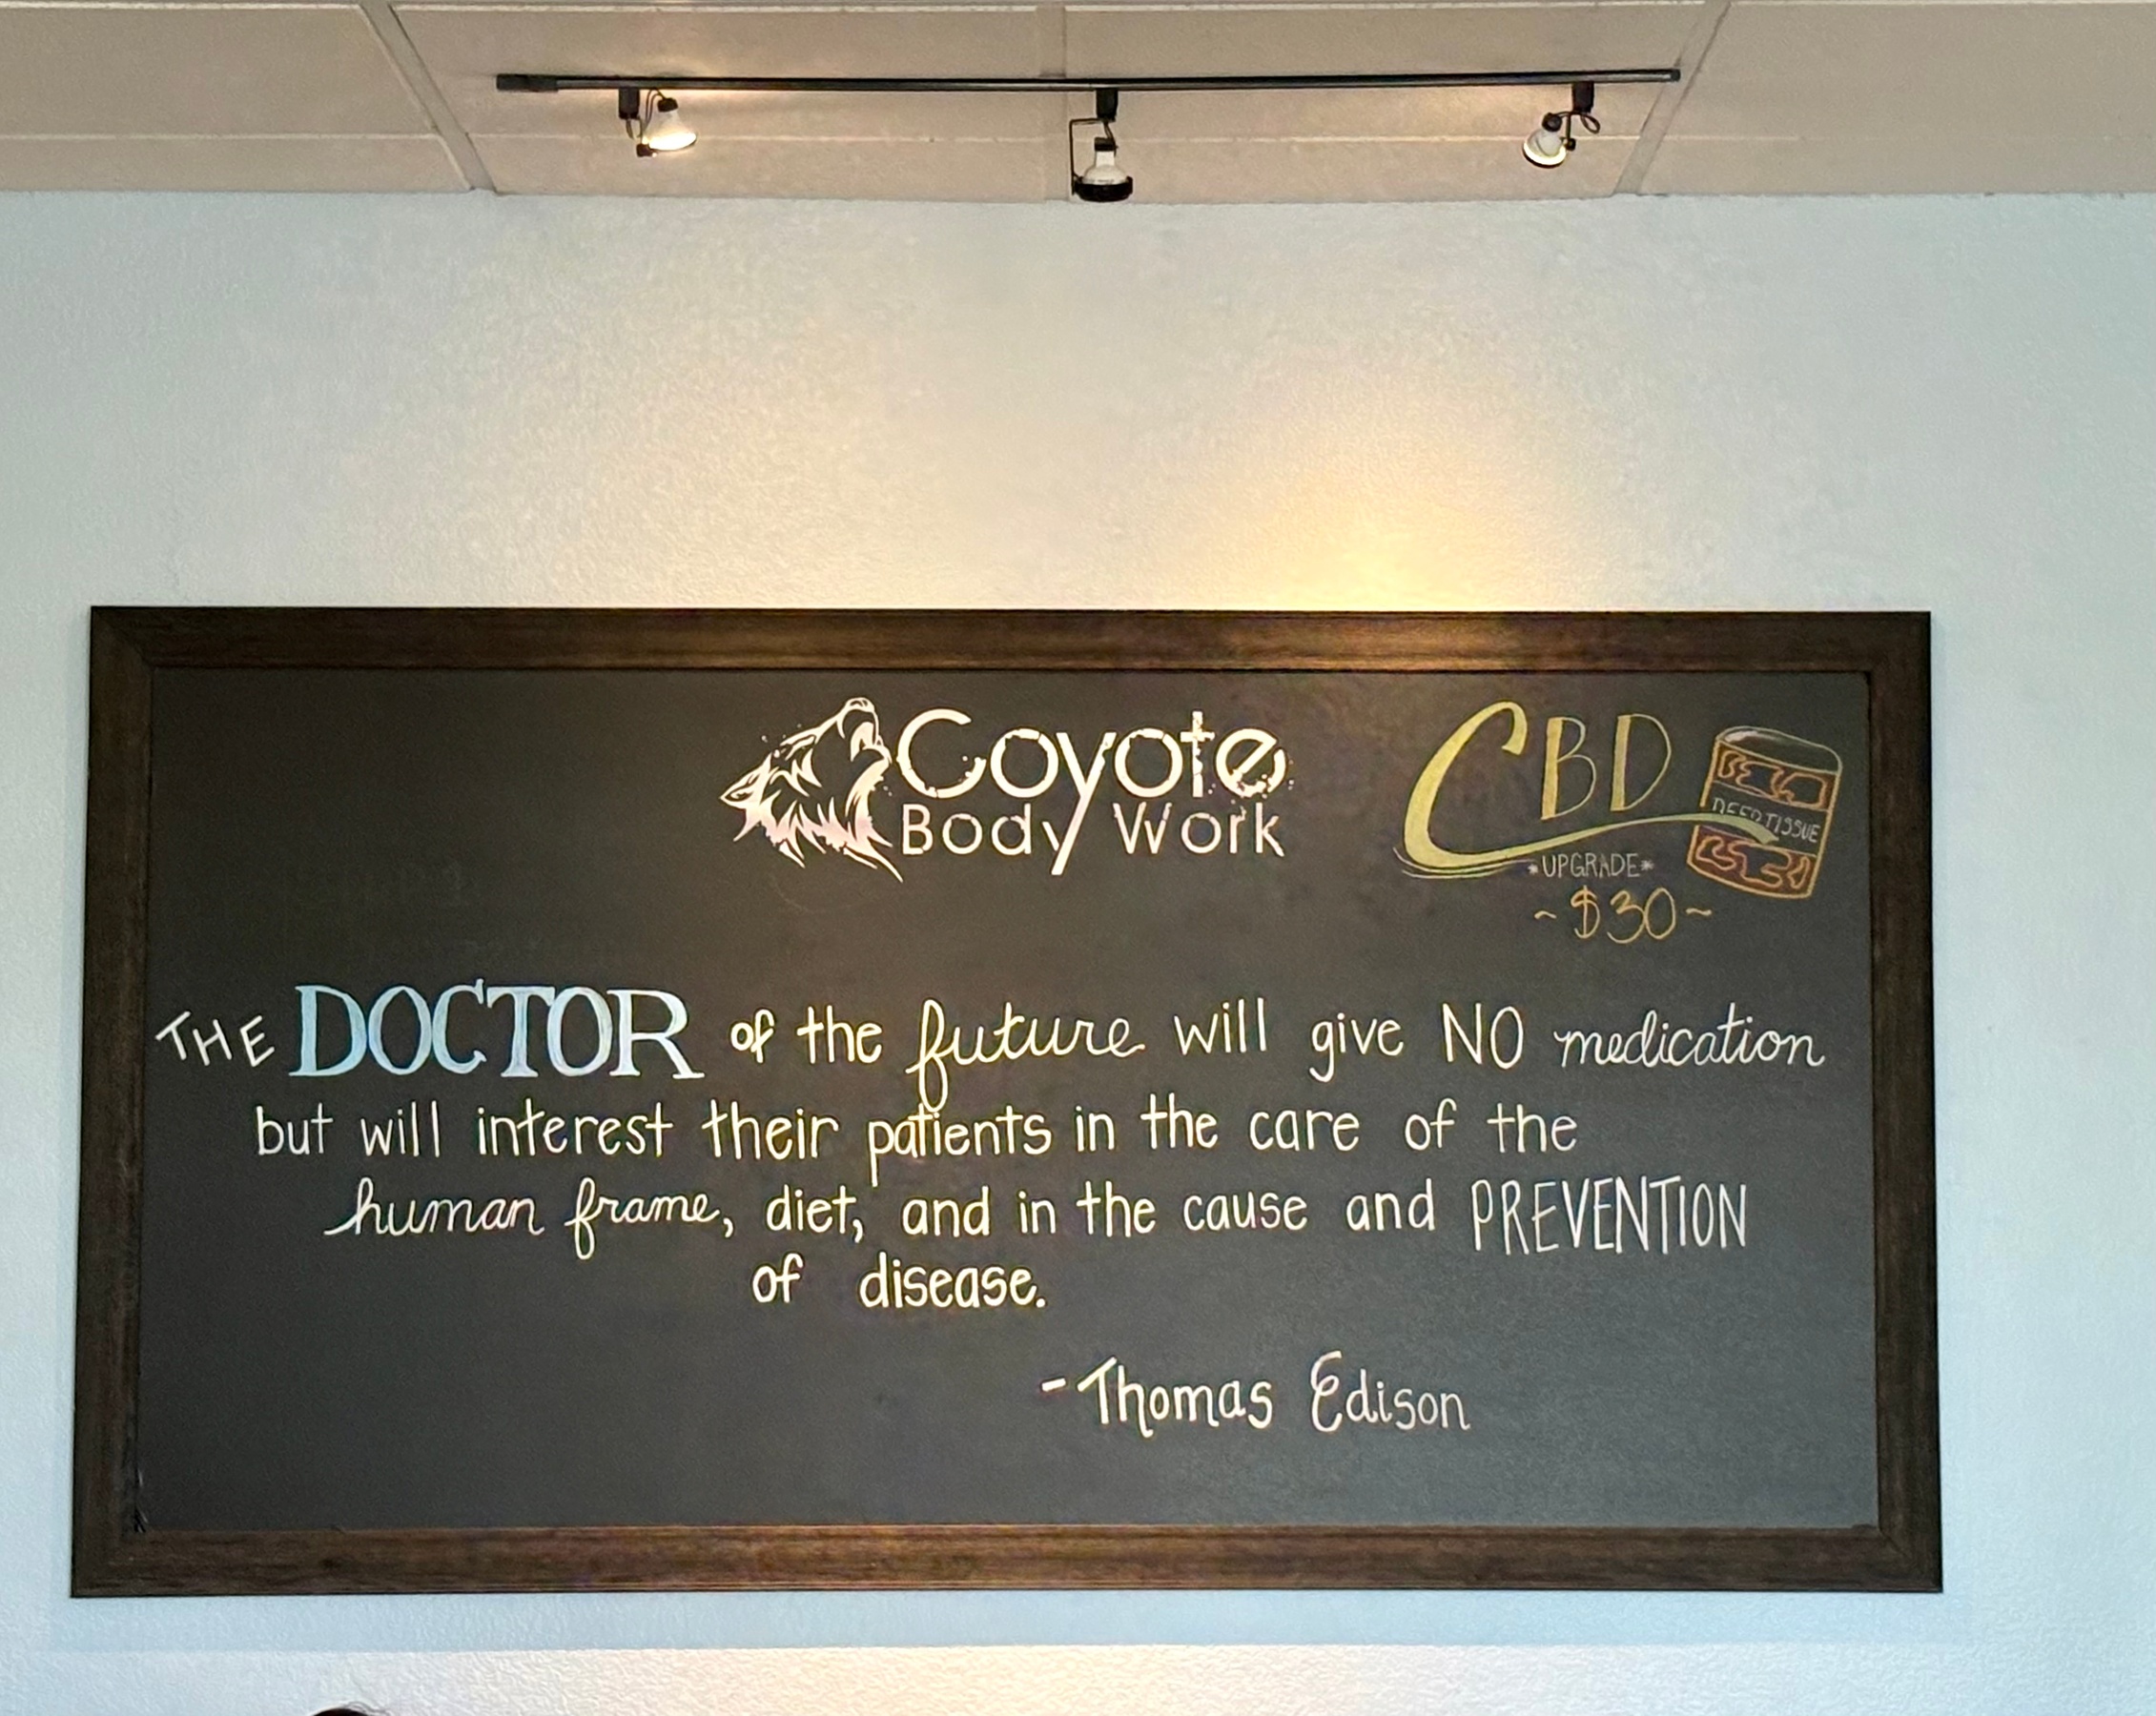 Coyote
Body Work
CBD
DEEP TISSUE
*UPGRADE*
~$30~
THE DOCTOR of the future will give NO medication
but will interest their patients in the care of the
human frame, diet, and in the cause and PREVENTION
of disease.
-Thomas Edison